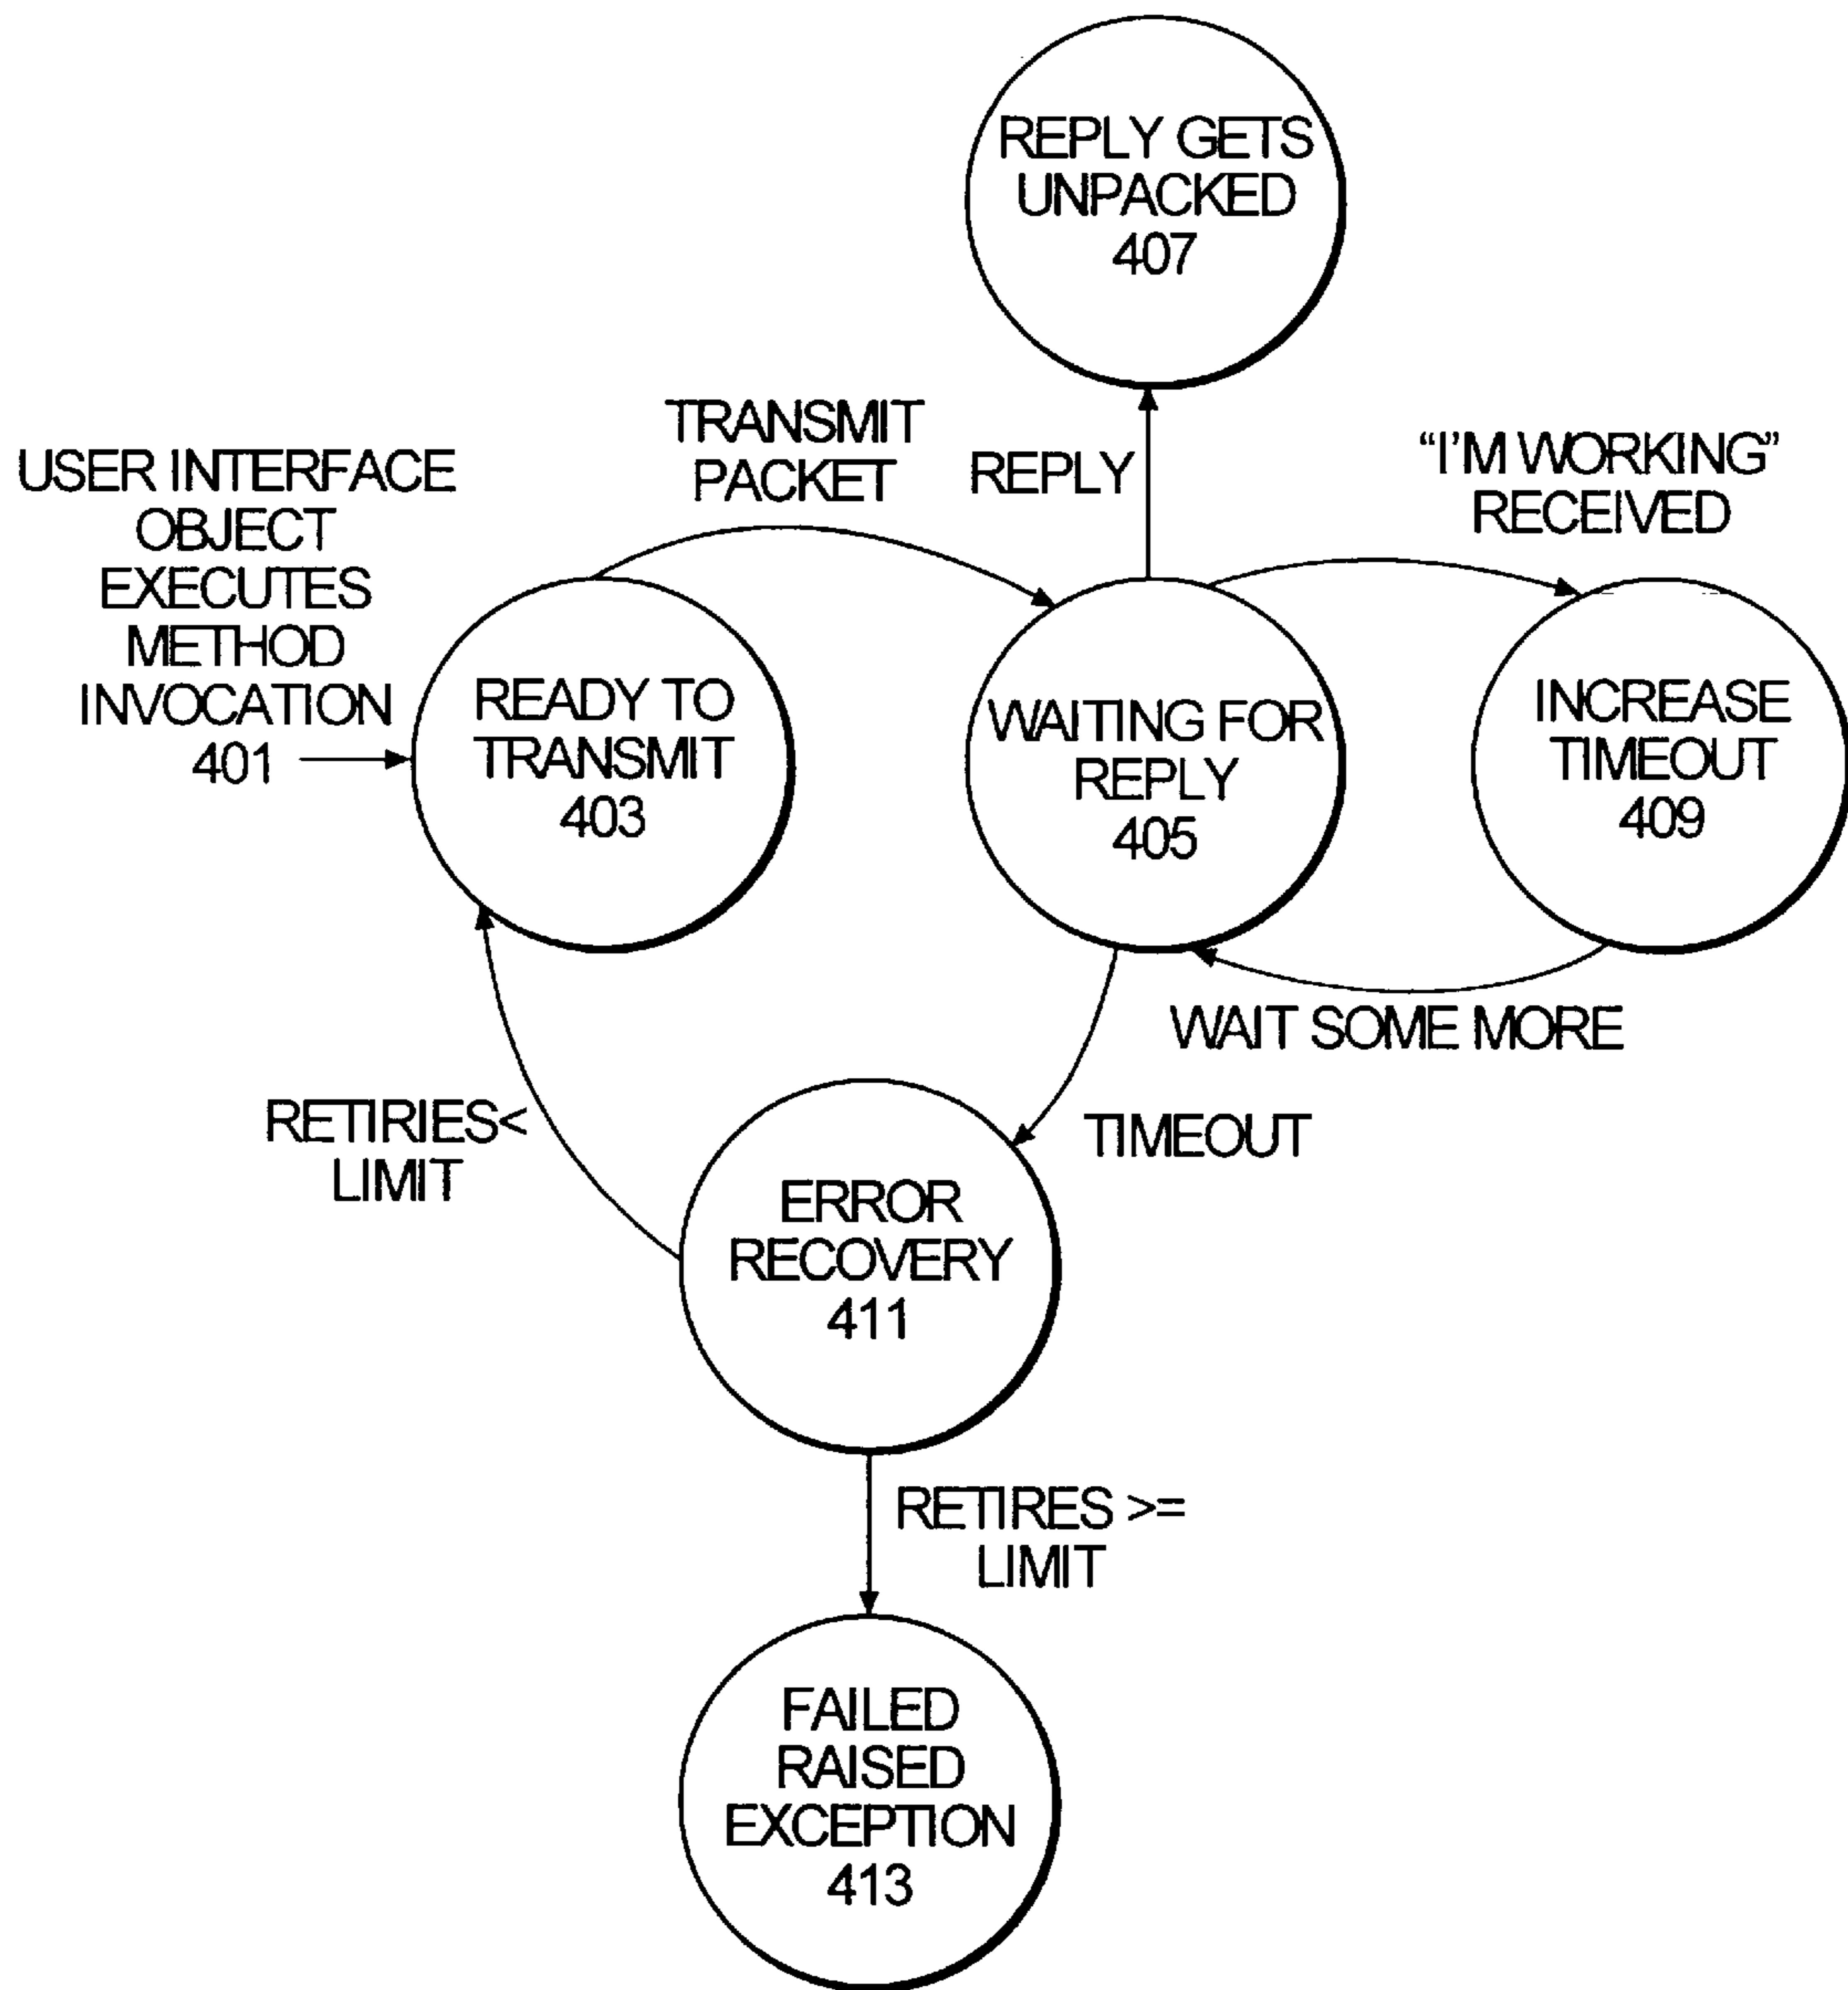 REPLY GETS
UNPACKED
407
TRANSMIT
PACKET
REPLY
“I’M WORKING”
RECEIVED
USER INTERFACE
OBJECT
EXECUTES
METHOD
INVOCATION
401
READY TO
TRANSMIT
403
WAITING FOR
REPLY
405
INCREASE
TIMEOUT
409
WAIT SOME MORE
RETIRIES<
LIMIT
TIMEOUT
ERROR
RECOVERY
411
RETIRES >=
LIMIT
FAILED
RAISED
EXCEPTION
413